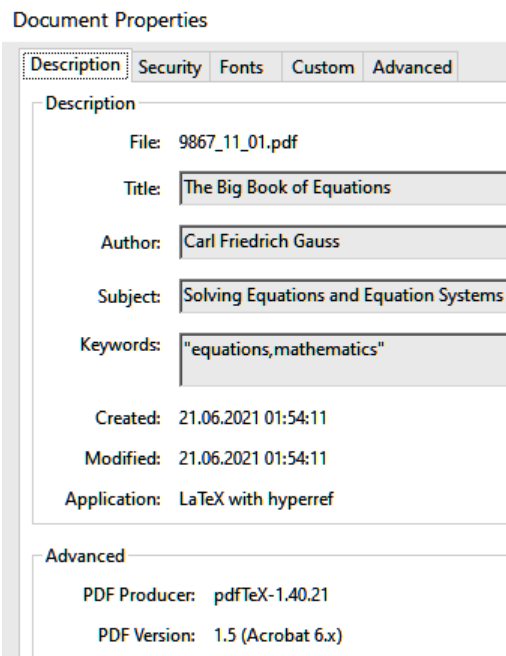 Document Properties
Description Security Fonts Custom Advanced
Description
File: 9867_11_01.pdf
Title: The Big Book of Equations
Author: Carl Friedrich Gauss
Subject: Solving Equations and Equation Systems
Keywords: "equations,mathematics"
Created: 21.06.2021 01:54:11
Modified: 21.06.2021 01:54:11
Application: LaTeX with hyperref
Advanced
PDF Producer: pdfTeX-1.40.21
PDF Version: 1.5 (Acrobat 6.x)